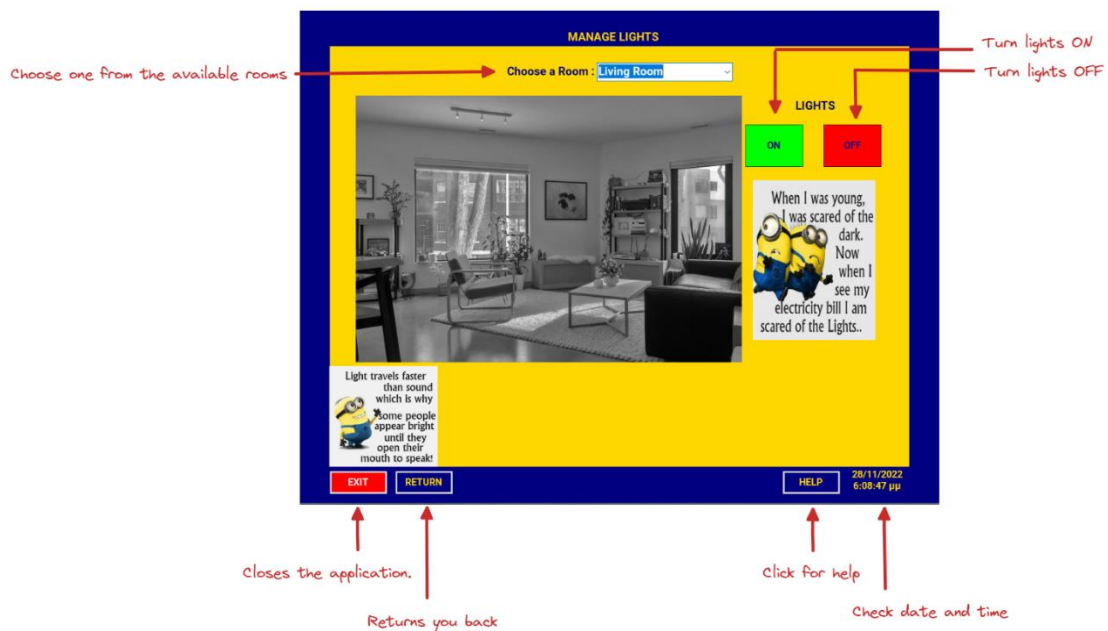 MANAGE LIGHTS
Turn lights ON
Choose one from the available rooms
Choose a Room : Living Room
Turn lights OFF
LIGHTS
ON
OFF
When I was young,
I was scared of the
dark.
Now
when I
see my
electricity bill I am
scared of the Lights..
Light travels faster
than sound
which is why
some people
appear bright
until they
open their
mouth to speak!
EXIT
RETURN
HELP
28/11/2022
6:08:47 μμ
Closes the application.
Click for help
Returns you back
Check date and time